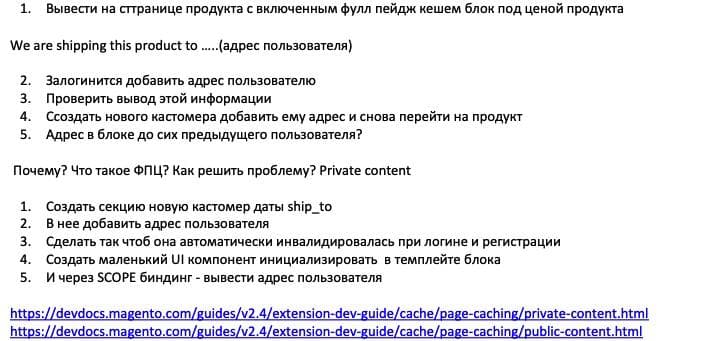 1. Вывести на сттранице продукта с включенным фулл пейдж кешем блок под ценой продукта
We are shipping this product to …..(адрес пользователя)
2. Залогинится добавить адрес пользователю
3. Проверить вывод этой информации
4. Ссоздать нового кастомера добавить ему адрес и снова перейти на продукт
5. Адрес в блоке до сих предыдущего пользователя?
Почему? Что такое ФПЦ? Как решить проблему? Private content
1. Создать секцию новую кастомер даты ship_to
2. В нее добавить адрес пользователя
3. Сделать так чтоб она автоматически инвалидировалась при логине и регистрации
4. Создать маленький UI компонент инициализировать в темплейте блока
5. И через SCOPE биндинг - вывести адрес пользователя
https://devdocs.magento.com/guides/v2.4/extension-dev-guide/cache/page-caching/private-content.html
https://devdocs.magento.com/guides/v2.4/extension-dev-guide/cache/page-caching/public-content.html